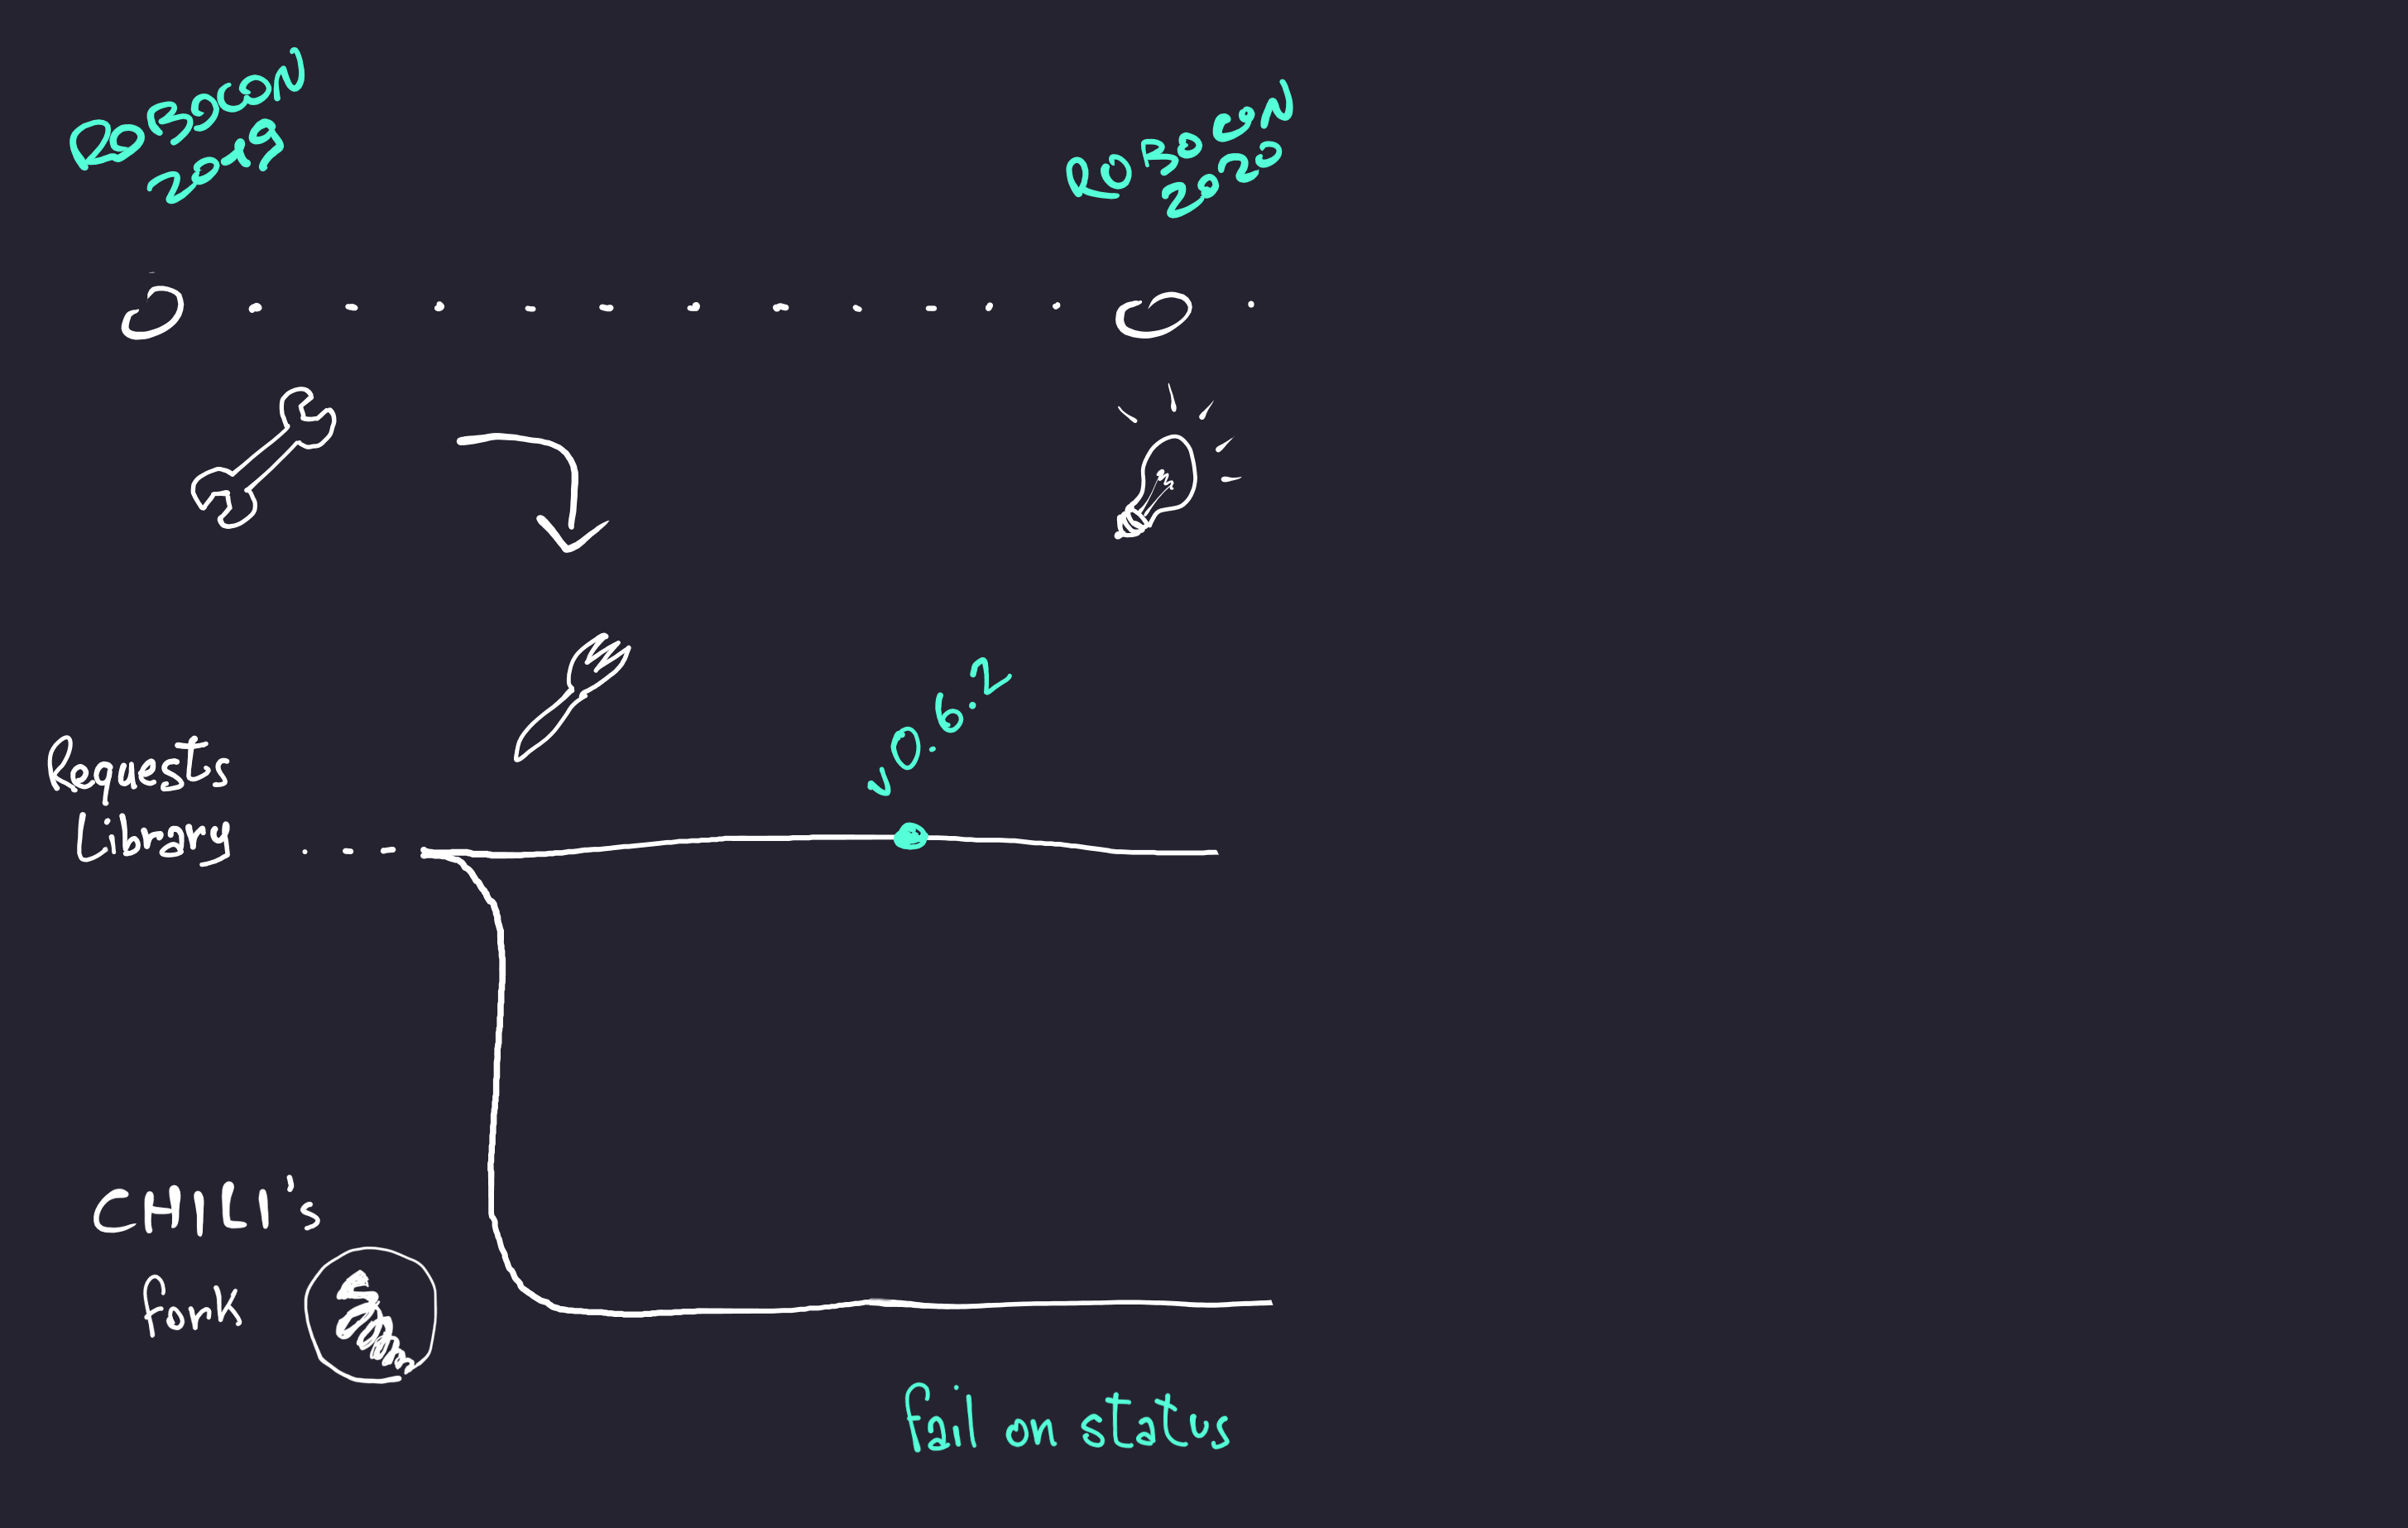 ROBOCON
2019
ROBOCON
2020
v0.6.2
Requests
Library
CHILI's
fork
fail on status